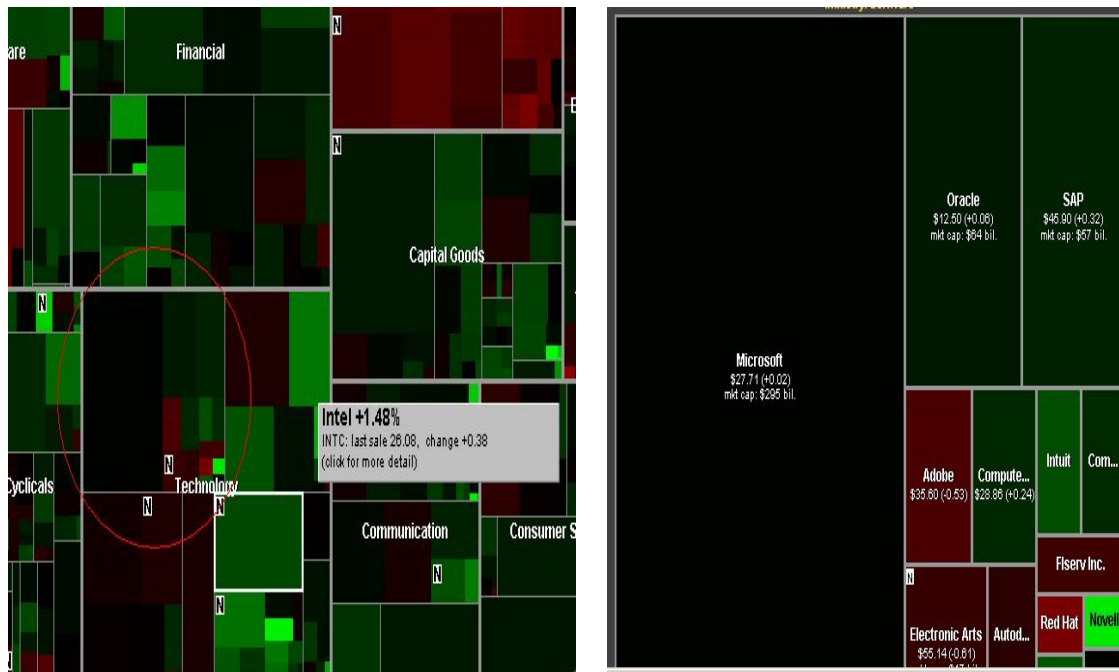 are
Financial
N
N
Capital Goods
N
Intel +1.48%
INTC: last sale 26.08, change +0.38
(click for more detail)
N
Cyclicals
Technology
N
N
Communication
Consumer S
N
N
N
Oracle
$12.50 (+0.06)
mkt cap: $64 bil.
SAP
$45.90 (+0.32)
mkt cap: $57 bil.
Microsoft
$27.71 (+0.02)
mkt cap: $295 bil.
Adobe
$35.60 (-0.53)
Compute...
$28.86 (+0.24)
Intuit
Com...
Fiserv Inc.
N
Electronic Arts
$55.14 (-0.61)
Autod...
Red Hat
Novell